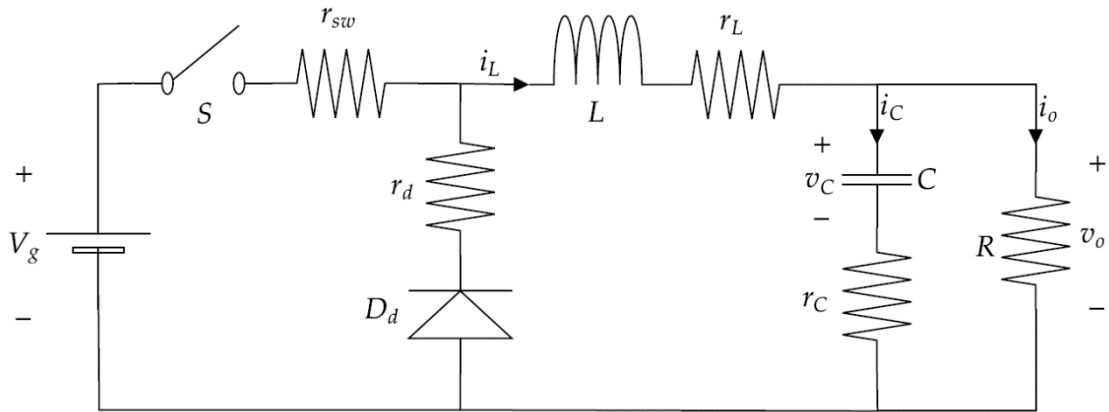 r_sw
S
i_L
L
r_L
i_C
i_o
+
V_g
−
r_d
D_d
+
v_C
−
C
r_C
R
+
v_o
−